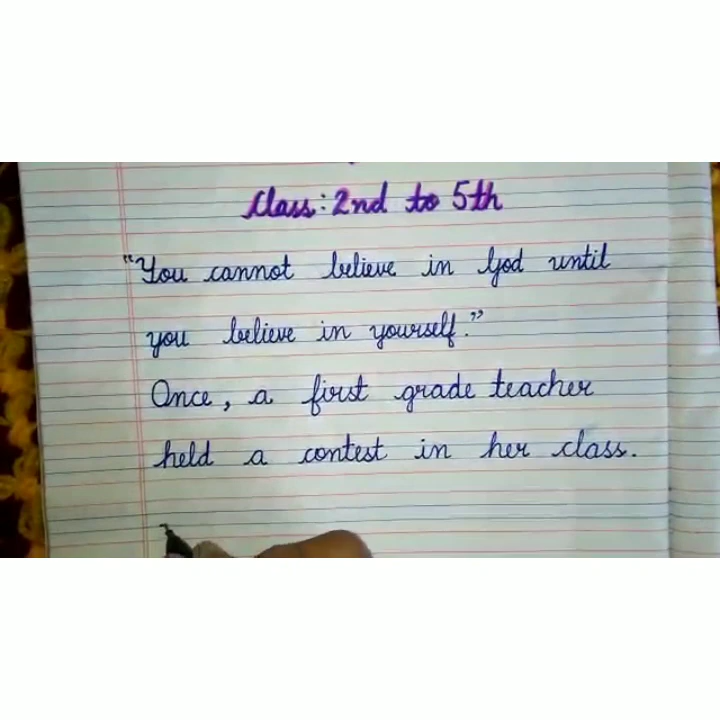 Class: 2nd to 5th
"You cannot believe in God until
you believe in yourself."
Once, a first grade teacher
held a contest in her class.